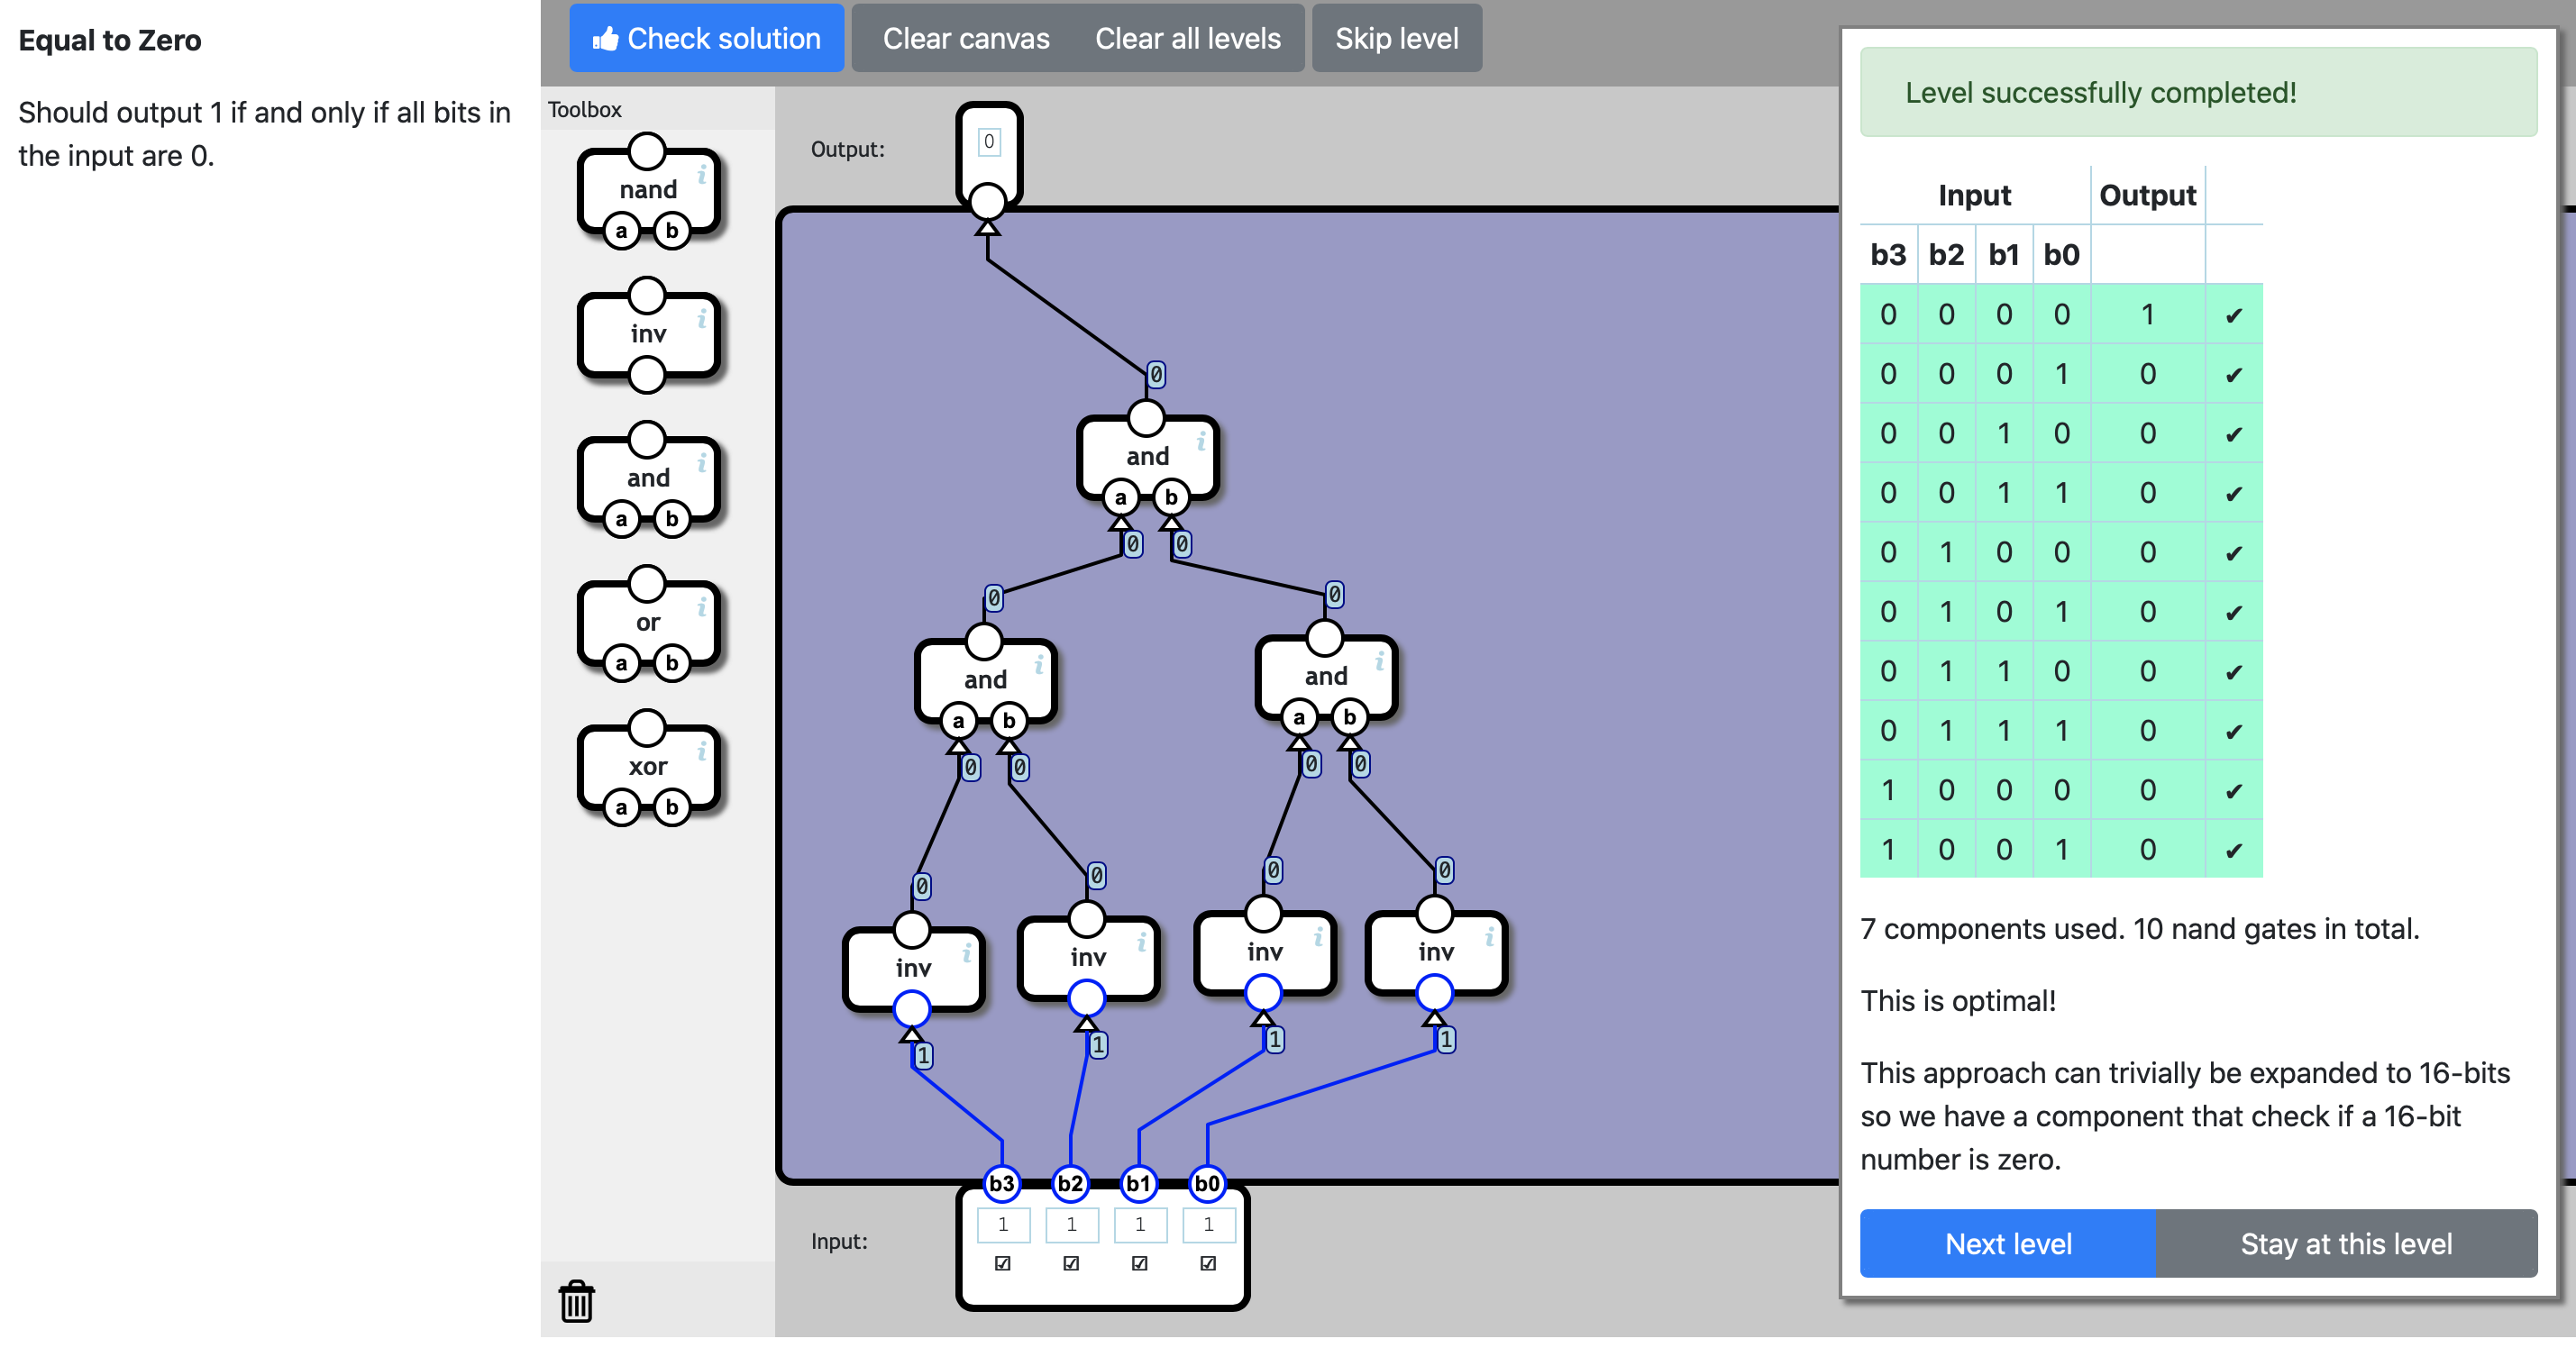 Equal to Zero
Should output 1 if and only if all bits in
the input are 0.
Check solution
Clear canvas
Clear all levels
Skip level
Toolbox
nand
i
a b
inv
i
and
i
a b
or
i
a b
xor
i
a b
Output:
0
0
and
i
a b
0 0
0 0
and
i
a b
and
i
a b
0 0 0 0
0 0 0 0
inv
i
inv
i
inv
i
inv
i
1 1 1 1
b3 b2 b1 b0
Input:
1 1 1 1
Level successfully completed!
Input Output
b3 b2 b1 b0
0 0 0 0 1 ✔
0 0 0 1 0 ✔
0 0 1 0 0 ✔
0 0 1 1 0 ✔
0 1 0 0 0 ✔
0 1 0 1 0 ✔
0 1 1 0 0 ✔
0 1 1 1 0 ✔
1 0 0 0 0 ✔
1 0 0 1 0 ✔
7 components used. 10 nand gates in total.
This is optimal!
This approach can trivially be expanded to 16-bits
so we have a component that check if a 16-bit
number is zero.
Next level
Stay at this level